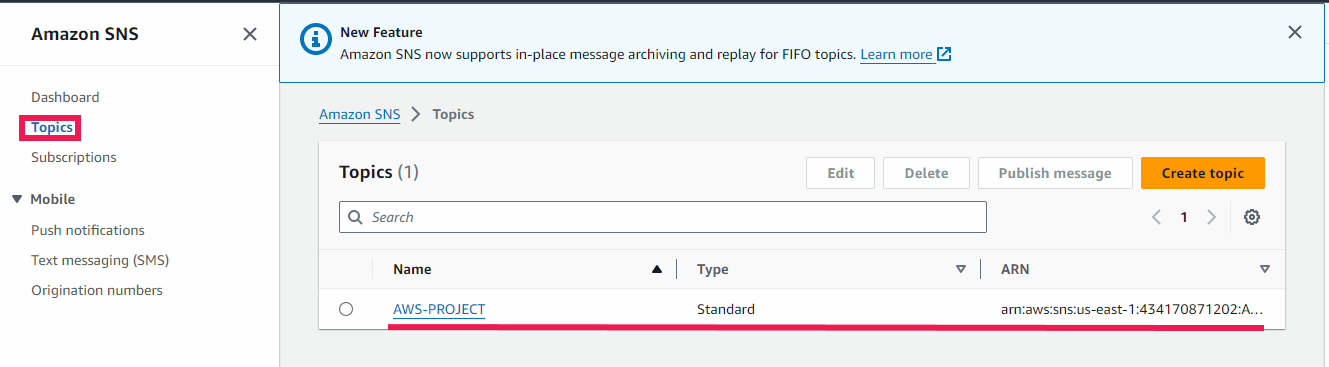 Amazon SNS
Dashboard
Topics
Subscriptions
Mobile
Push notifications
Text messaging (SMS)
Origination numbers
New Feature
Amazon SNS now supports in-place message archiving and replay for FIFO topics. Learn more
Amazon SNS > Topics
Topics (1)
Edit Delete Publish message Create topic
Search
1
Name Type ARN
AWS-PROJECT Standard arn:aws:sns:us-east-1:434170871202:A...